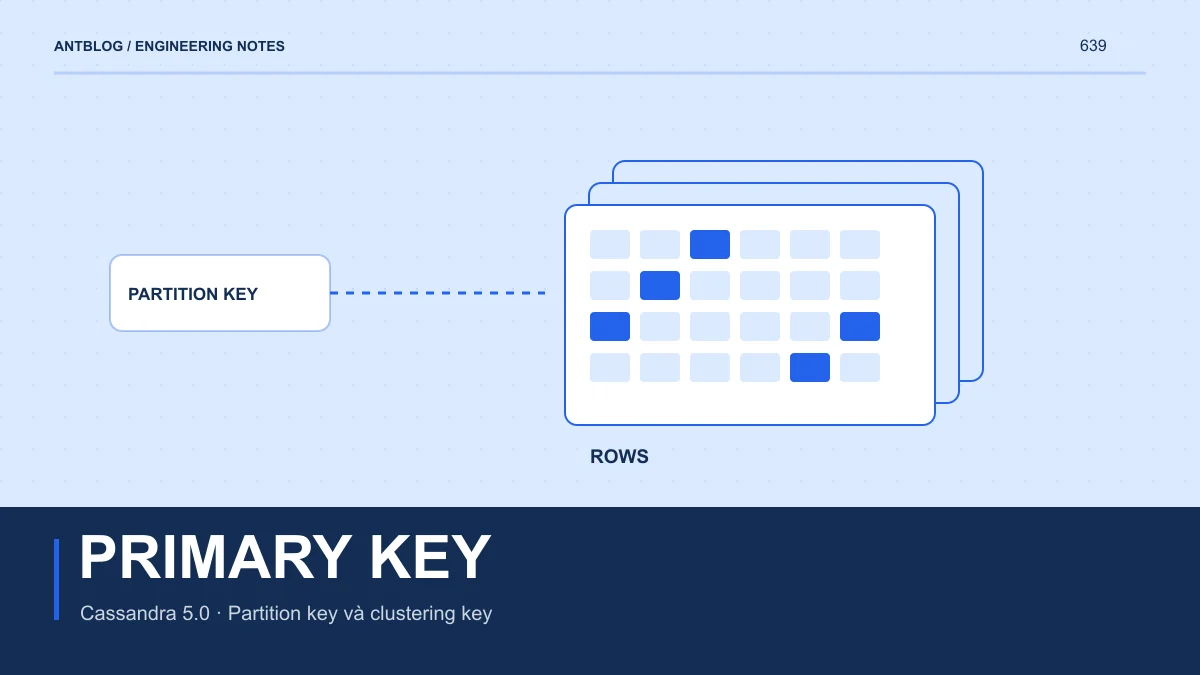 ANTBLOG / ENGINEERING NOTES
639
PARTITION KEY
ROWS
PRIMARY KEY
Cassandra 5.0 · Partition key và clustering key